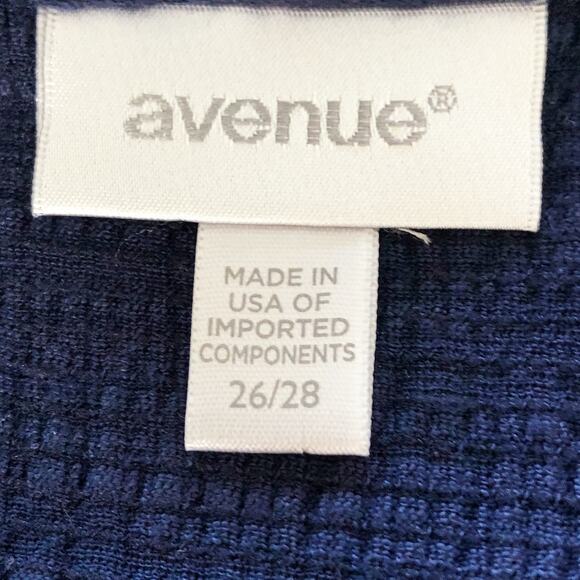 avenue®
MADE IN
USA OF
IMPORTED
COMPONENTS
26/28